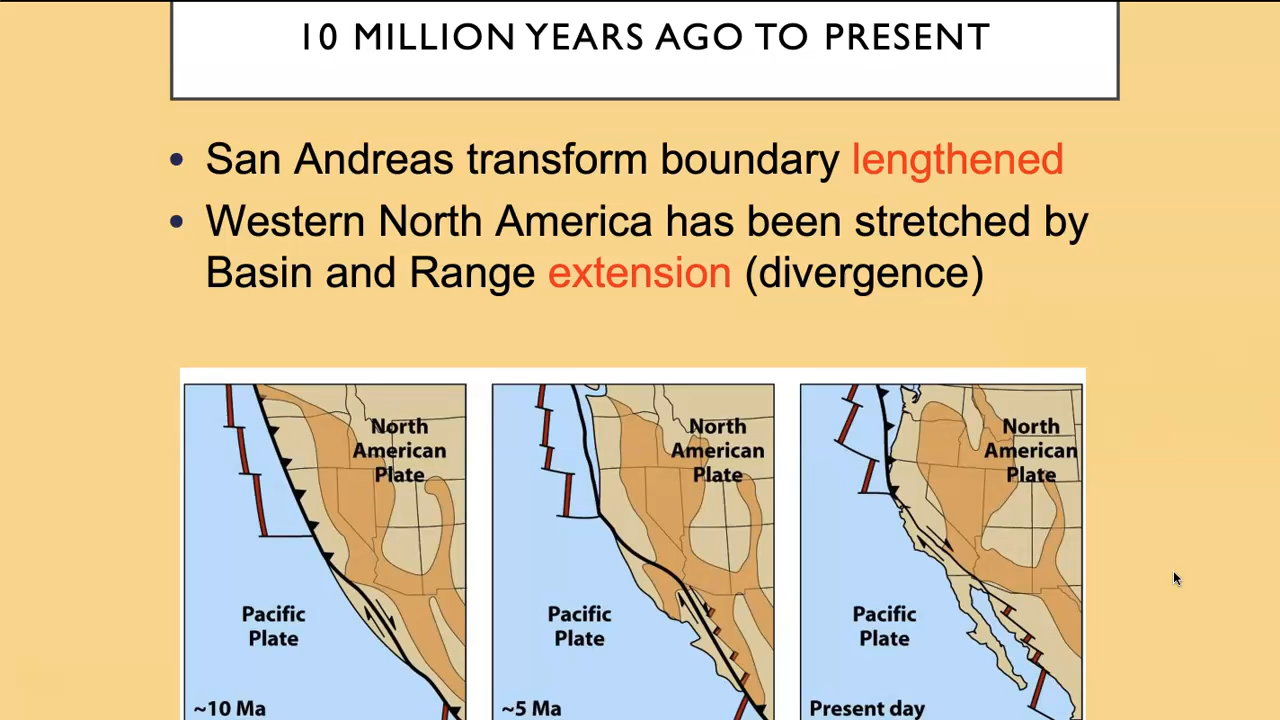 10 MILLION YEARS AGO TO PRESENT
• San Andreas transform boundary lengthened
• Western North America has been stretched by
Basin and Range extension (divergence)
North
American
Plate
Pacific
Plate
~10 Ma
North
American
Plate
Pacific
Plate
~5 Ma
North
American
Plate
Pacific
Plate
Present day